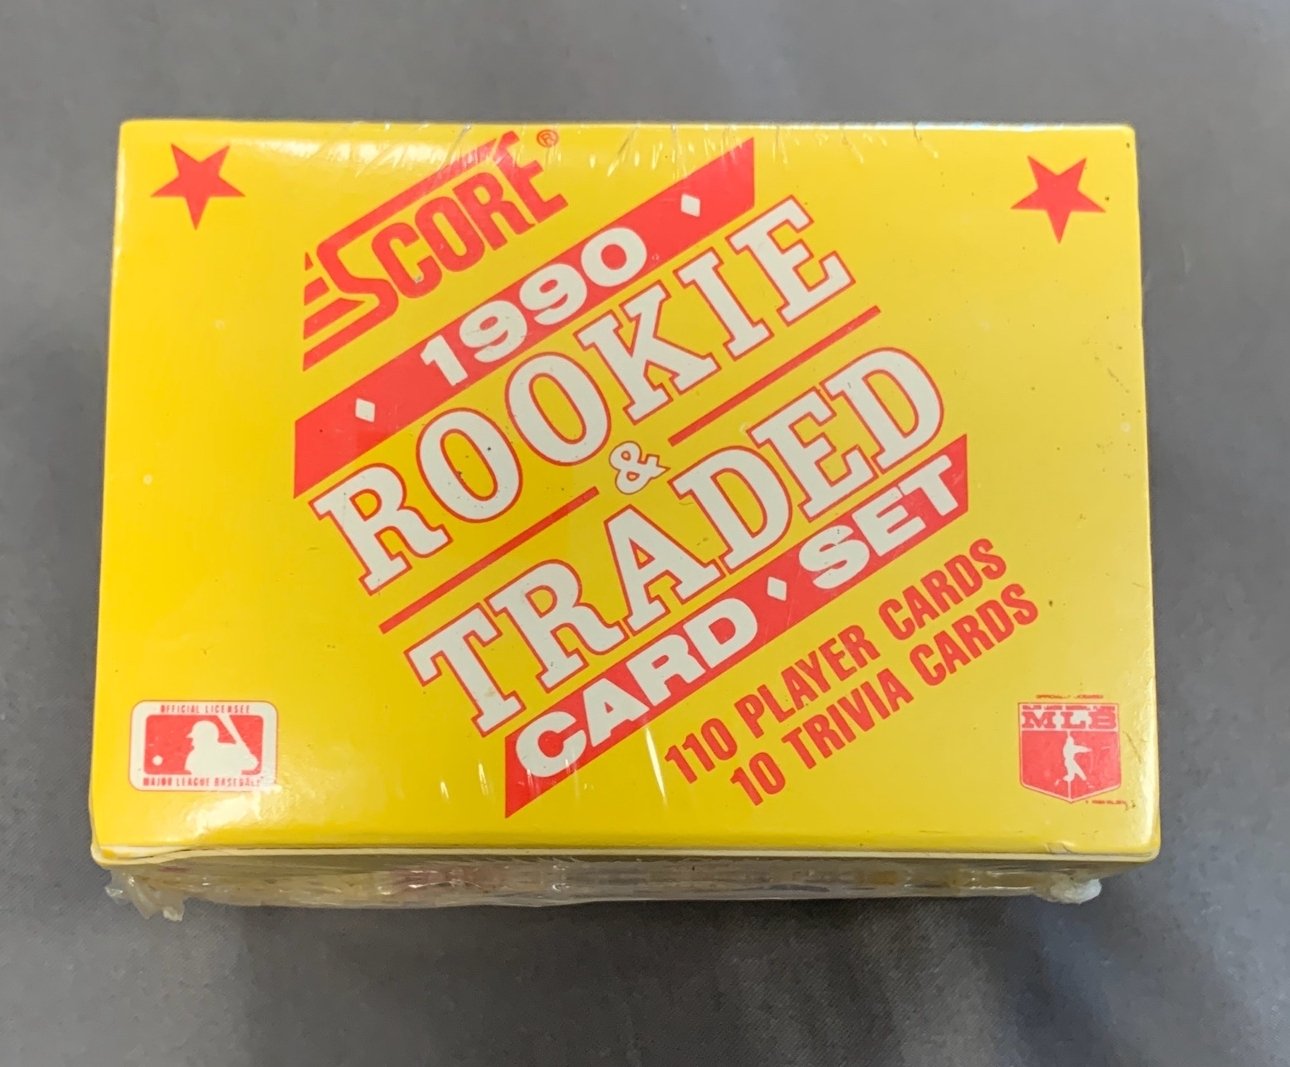 SCORE®
1990
ROOKIE
&
TRADED
CARD SET
110 PLAYER CARDS
10 TRIVIA CARDS
OFFICIAL LICENSEE
MAJOR LEAGUE BASEBALL
MLB